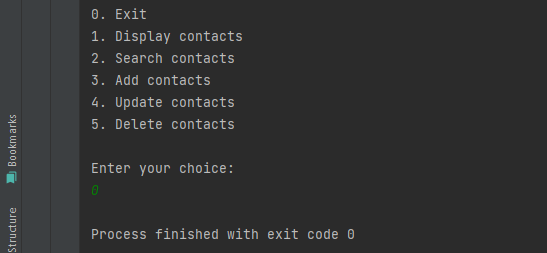 0. Exit
1. Display contacts
2. Search contacts
3. Add contacts
4. Update contacts
5. Delete contacts
Enter your choice:
0
Process finished with exit code 0
Bookmarks
Structure